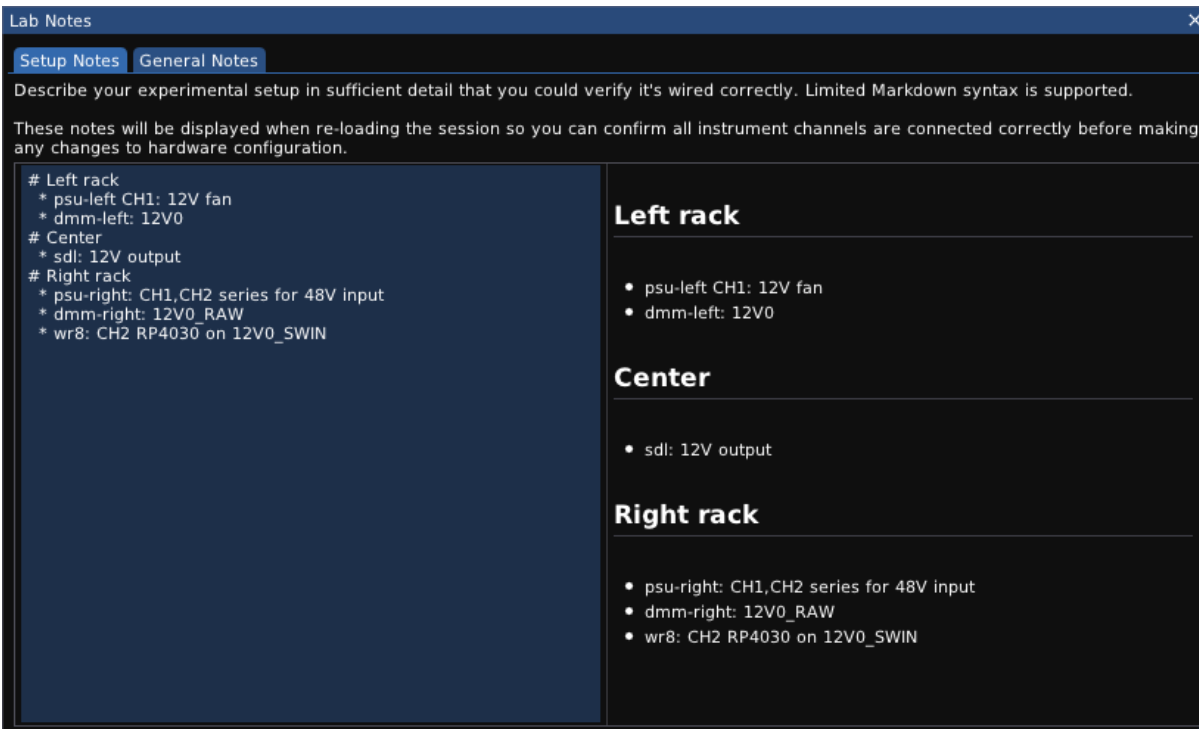 Lab Notes
Setup Notes General Notes
Describe your experimental setup in sufficient detail that you could verify it's wired correctly. Limited Markdown syntax is supported.
These notes will be displayed when re-loading the session so you can confirm all instrument channels are connected correctly before making
any changes to hardware configuration.
# Left rack
* psu-left CH1: 12V fan
* dmm-left: 12V0
# Center
* sdl: 12V output
# Right rack
* psu-right: CH1,CH2 series for 48V input
* dmm-right: 12V0_RAW
* wr8: CH2 RP4030 on 12V0_SWIN
Left rack
• psu-left CH1: 12V fan
• dmm-left: 12V0
Center
• sdl: 12V output
Right rack
• psu-right: CH1,CH2 series for 48V input
• dmm-right: 12V0_RAW
• wr8: CH2 RP4030 on 12V0_SWIN